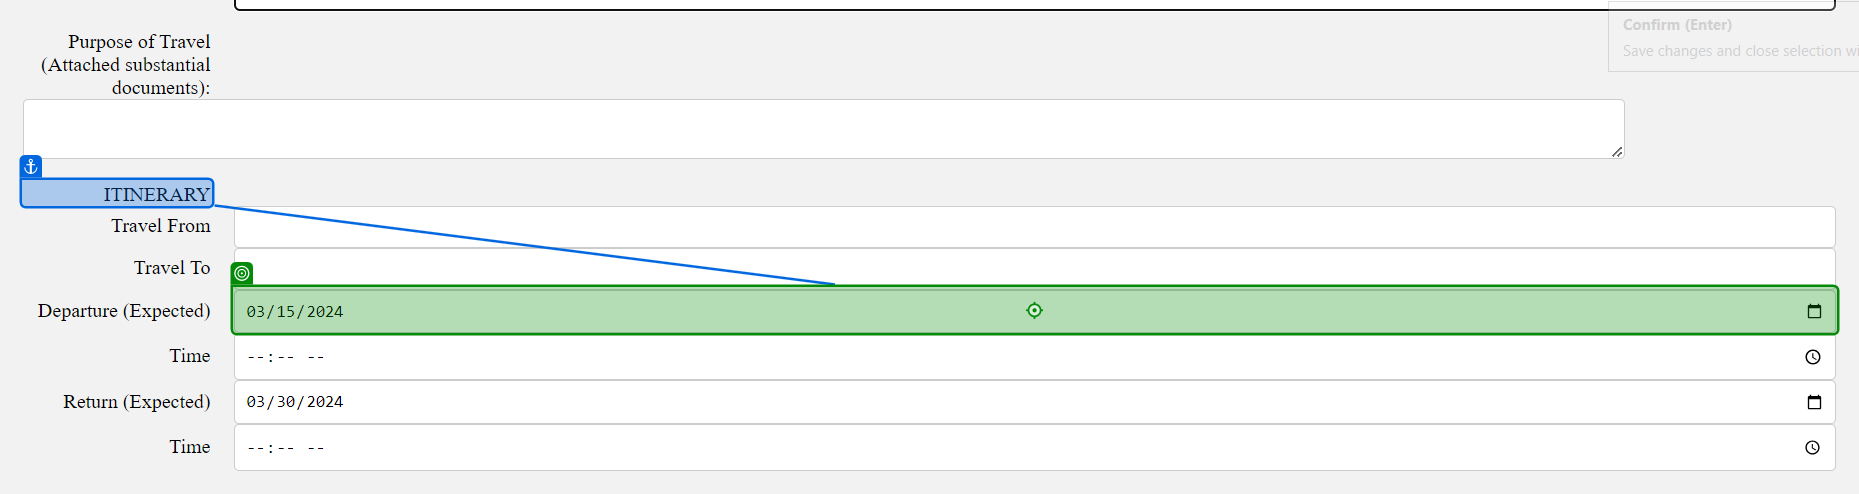 Confirm (Enter)
Save changes and close selection wi
Purpose of Travel
(Attached substantial
documents):
ITINERARY
Travel From
Travel To
Departure (Expected) 03/15/2024
Time --:-- --
Return (Expected) 03/30/2024
Time --:-- --